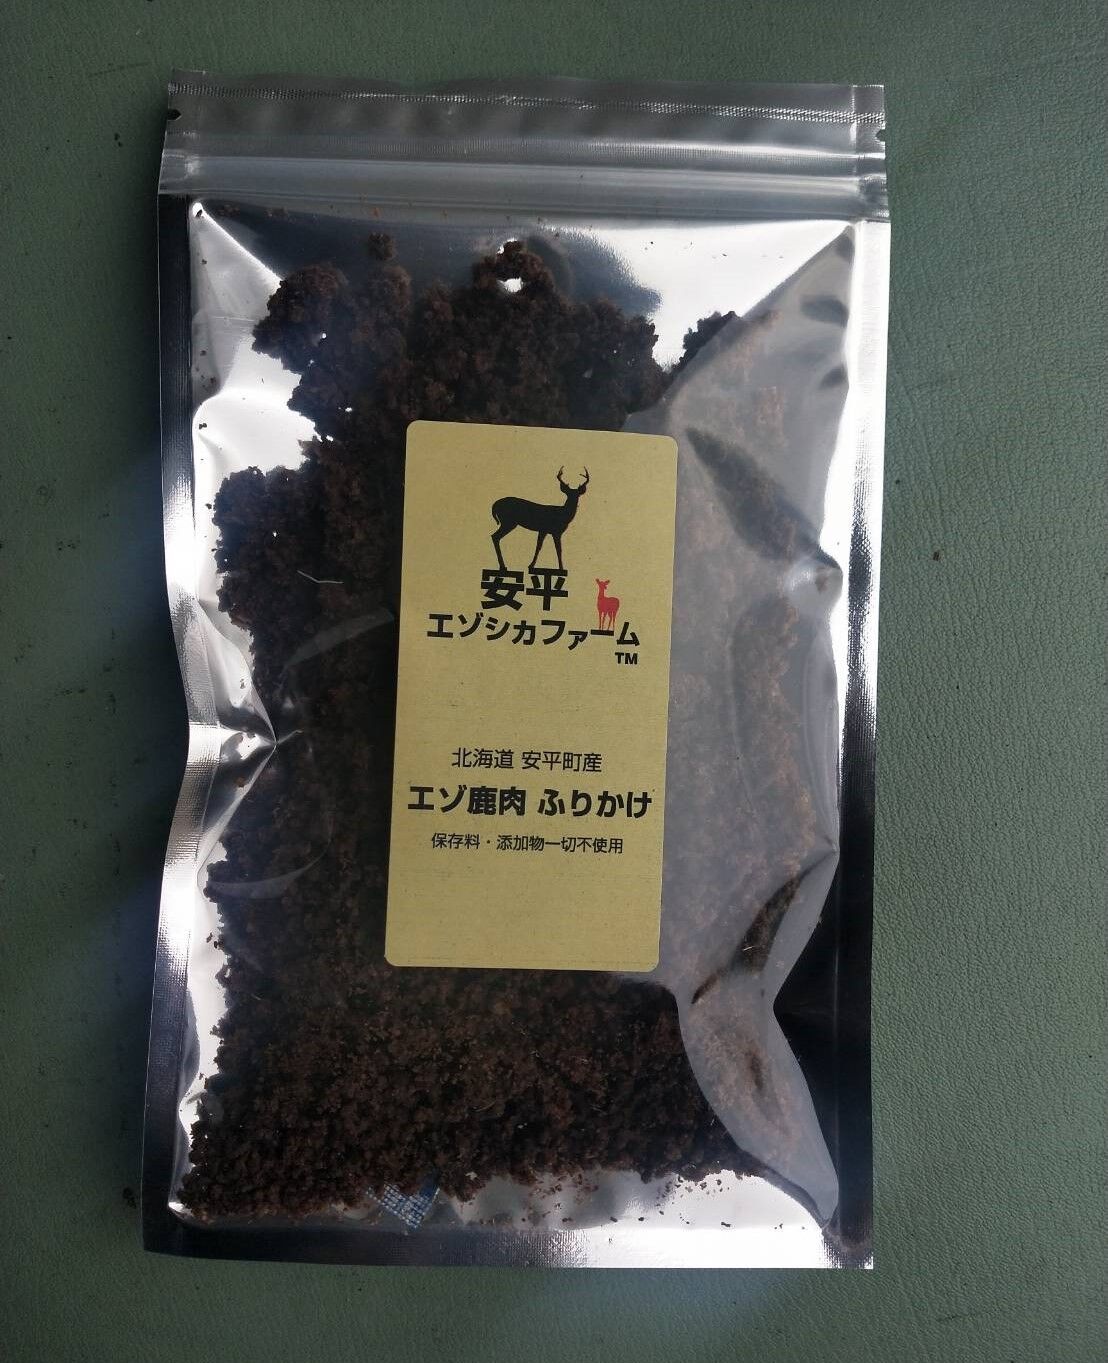 安平
エゾシカファーム
TM
北海道 安平町産
エゾ鹿肉 ふりかけ
保存料・添加物一切不使用